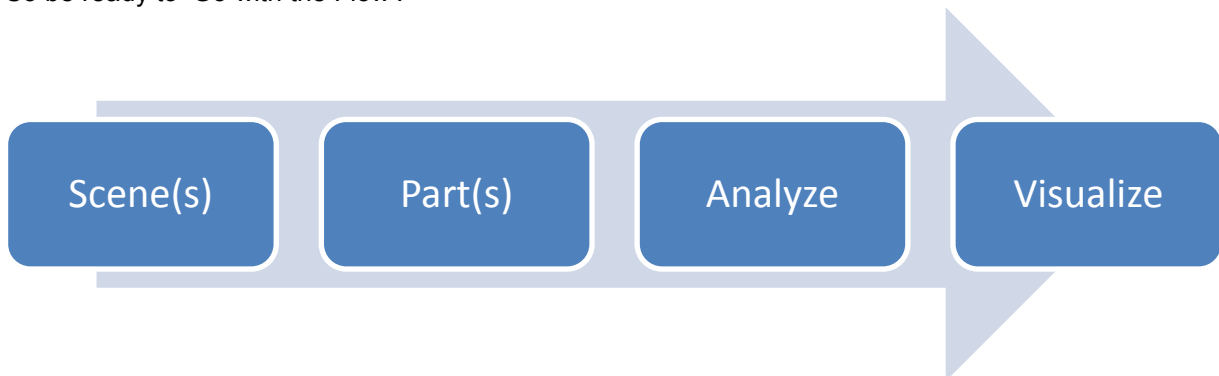 So be ready to 'Go with the Flow'.
Scene(s) Part(s) Analyze Visualize